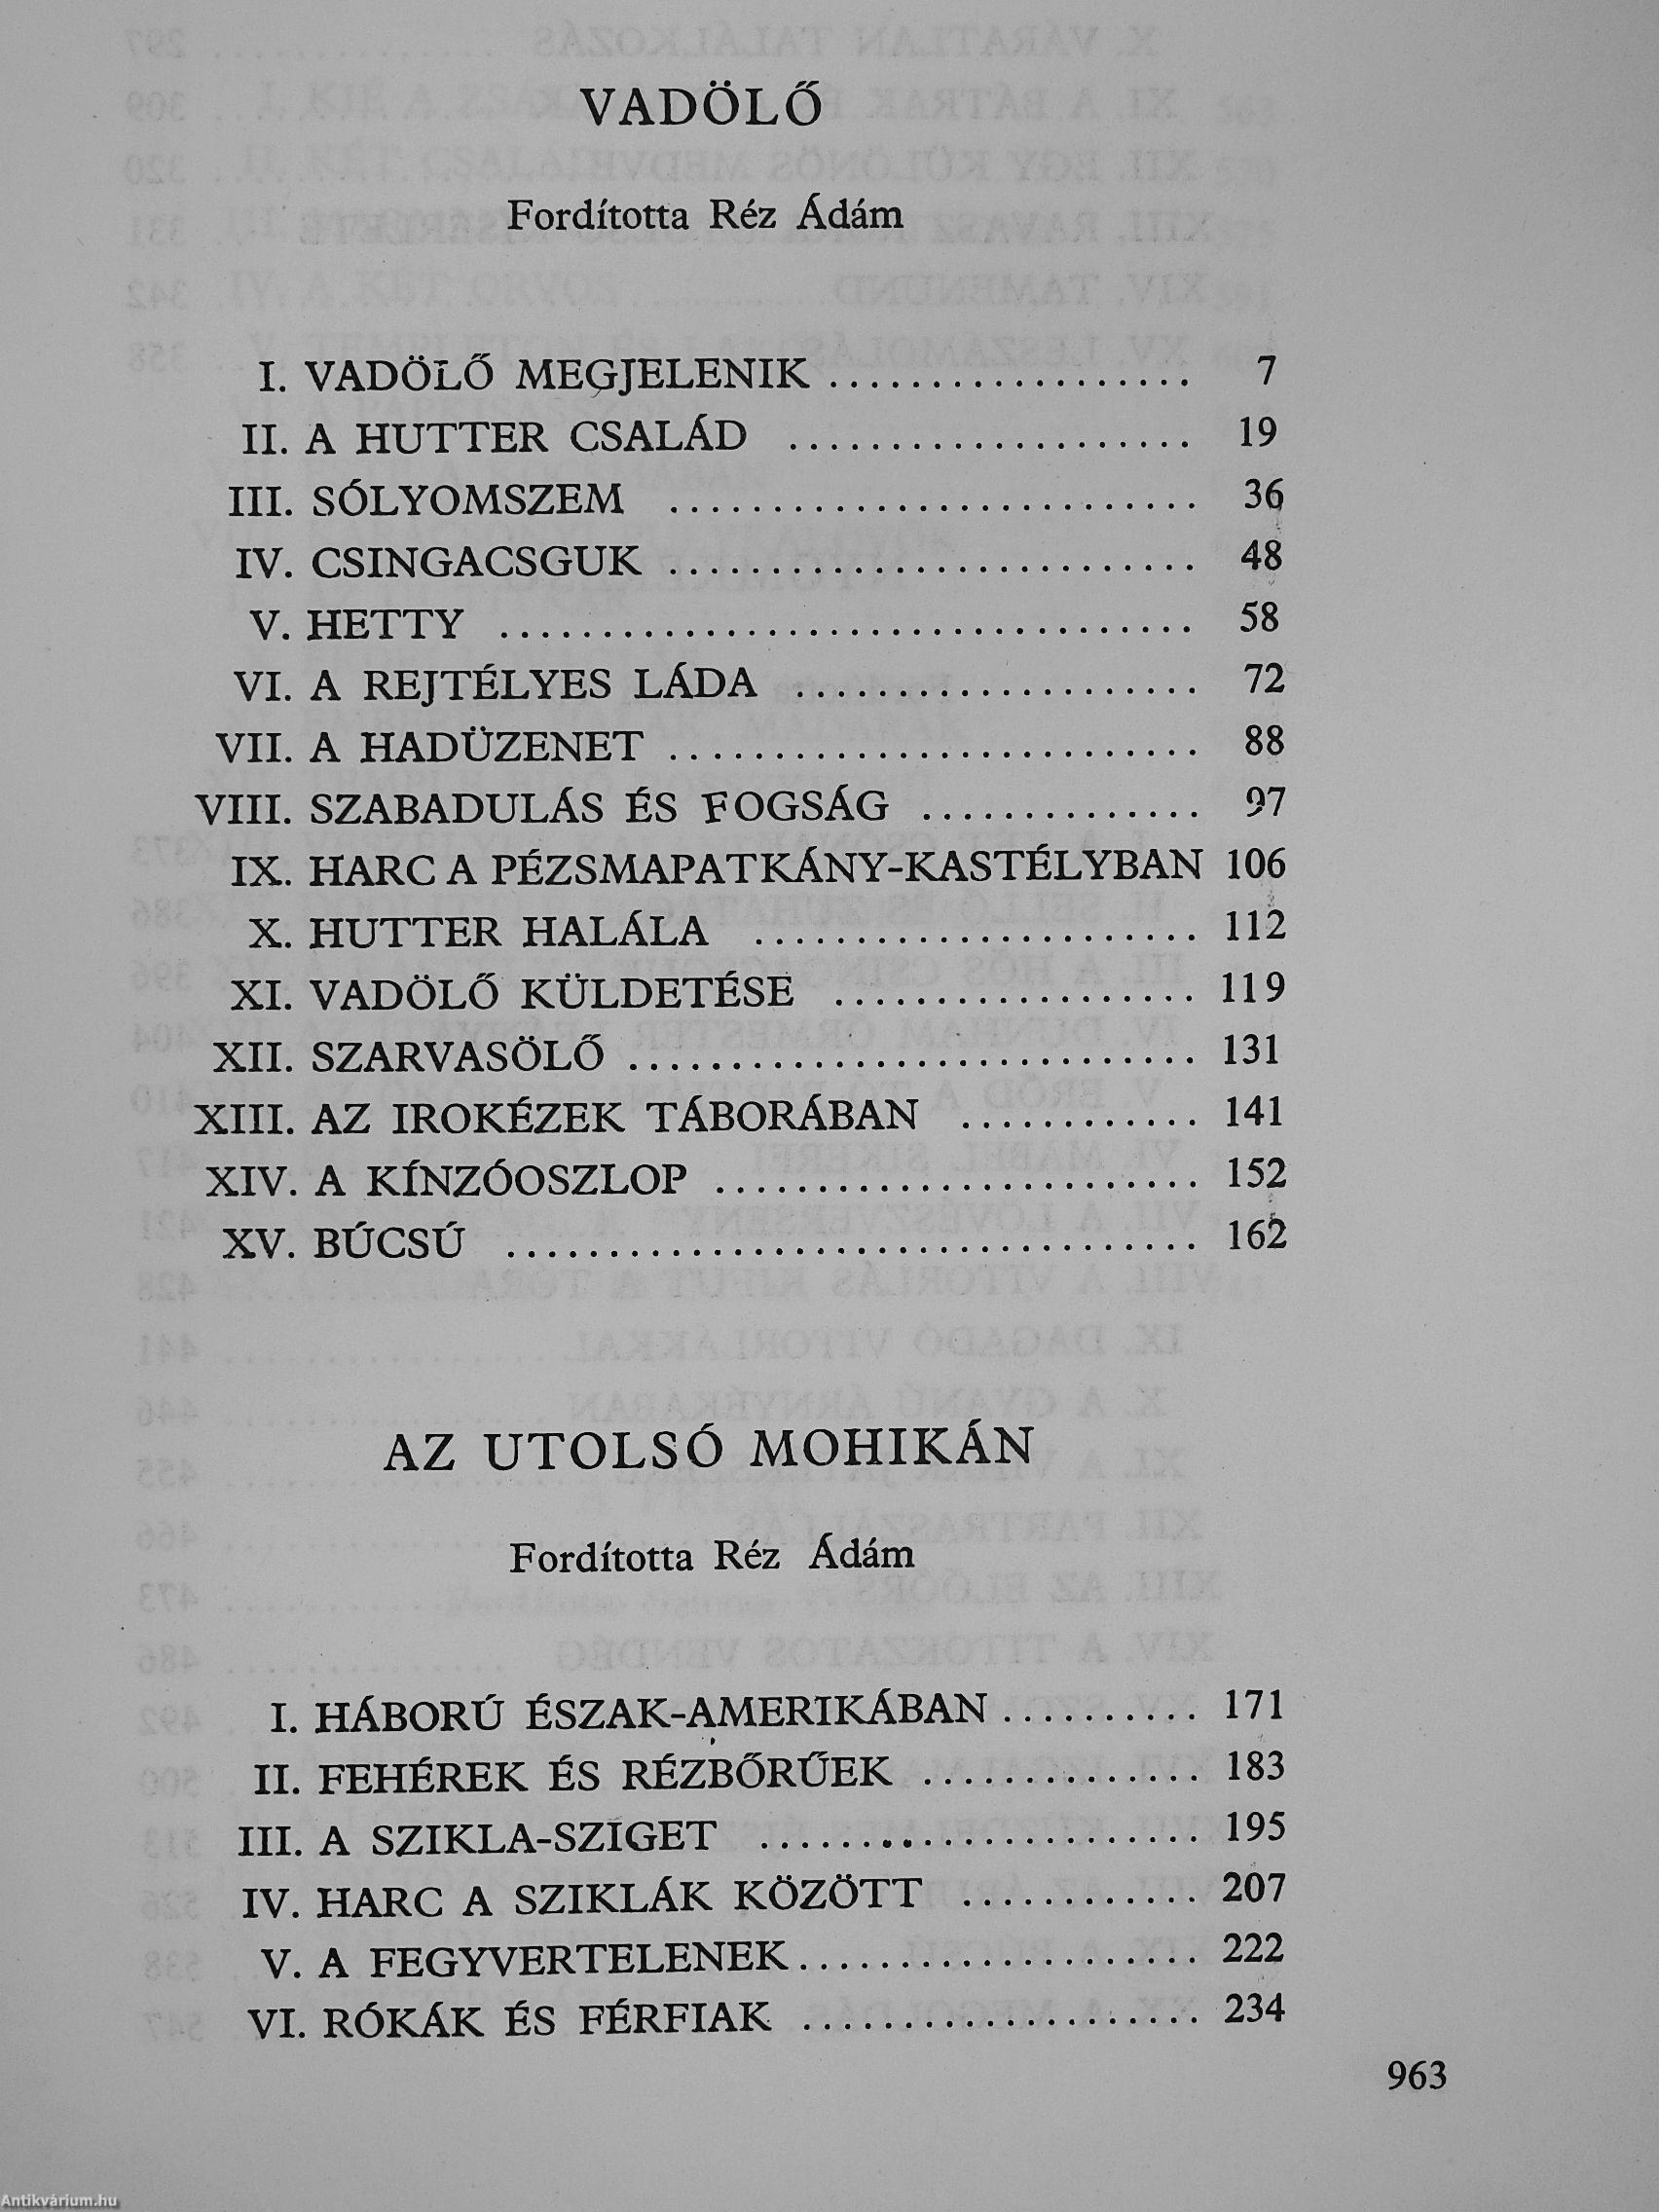 VADÖLŐ
Fordította Réz Ádám
I. VADÖLŐ MEGJELENIK .................. 7
II. A HUTTER CSALÁD .................... 19
III. SÓLYOMSZEM .......................... 36
IV. CSINGACSGUK .......................... 48
V. HETTY .................................. 58
VI. A REJTÉLYES LÁDA .................... 72
VII. A HADÜZENET .......................... 88
VIII. SZABADULÁS ÉS FOGSÁG .............. 97
IX. HARC A PÉZSMAPATKÁNY-KASTÉLYBAN 106
X. HUTTER HALÁLA ...................... 112
XI. VADÖLŐ KÜLDETÉSE .................. 119
XII. SZARVASÖLŐ ............................ 131
XIII. AZ IROKÉZEK TÁBORÁBAN ............ 141
XIV. A KÍNZÓOSZLOP ........................ 152
XV. BÚCSÚ .................................. 162
AZ UTOLSÓ MOHIKÁN
Fordította Réz Ádám
I. HÁBORÚ ÉSZAK-AMERIKÁBAN .......... 171
II. FEHÉREK ÉS RÉZBŐRŰEK .............. 183
III. A SZIKLA-SZIGET ...................... 195
IV. HARC A SZIKLÁK KÖZÖTT ............ 207
V. A FEGYVERTELENEK .................... 222
VI. RÓKÁK ÉS FÉRFIAK .................... 234
963
Antikvárium.hu